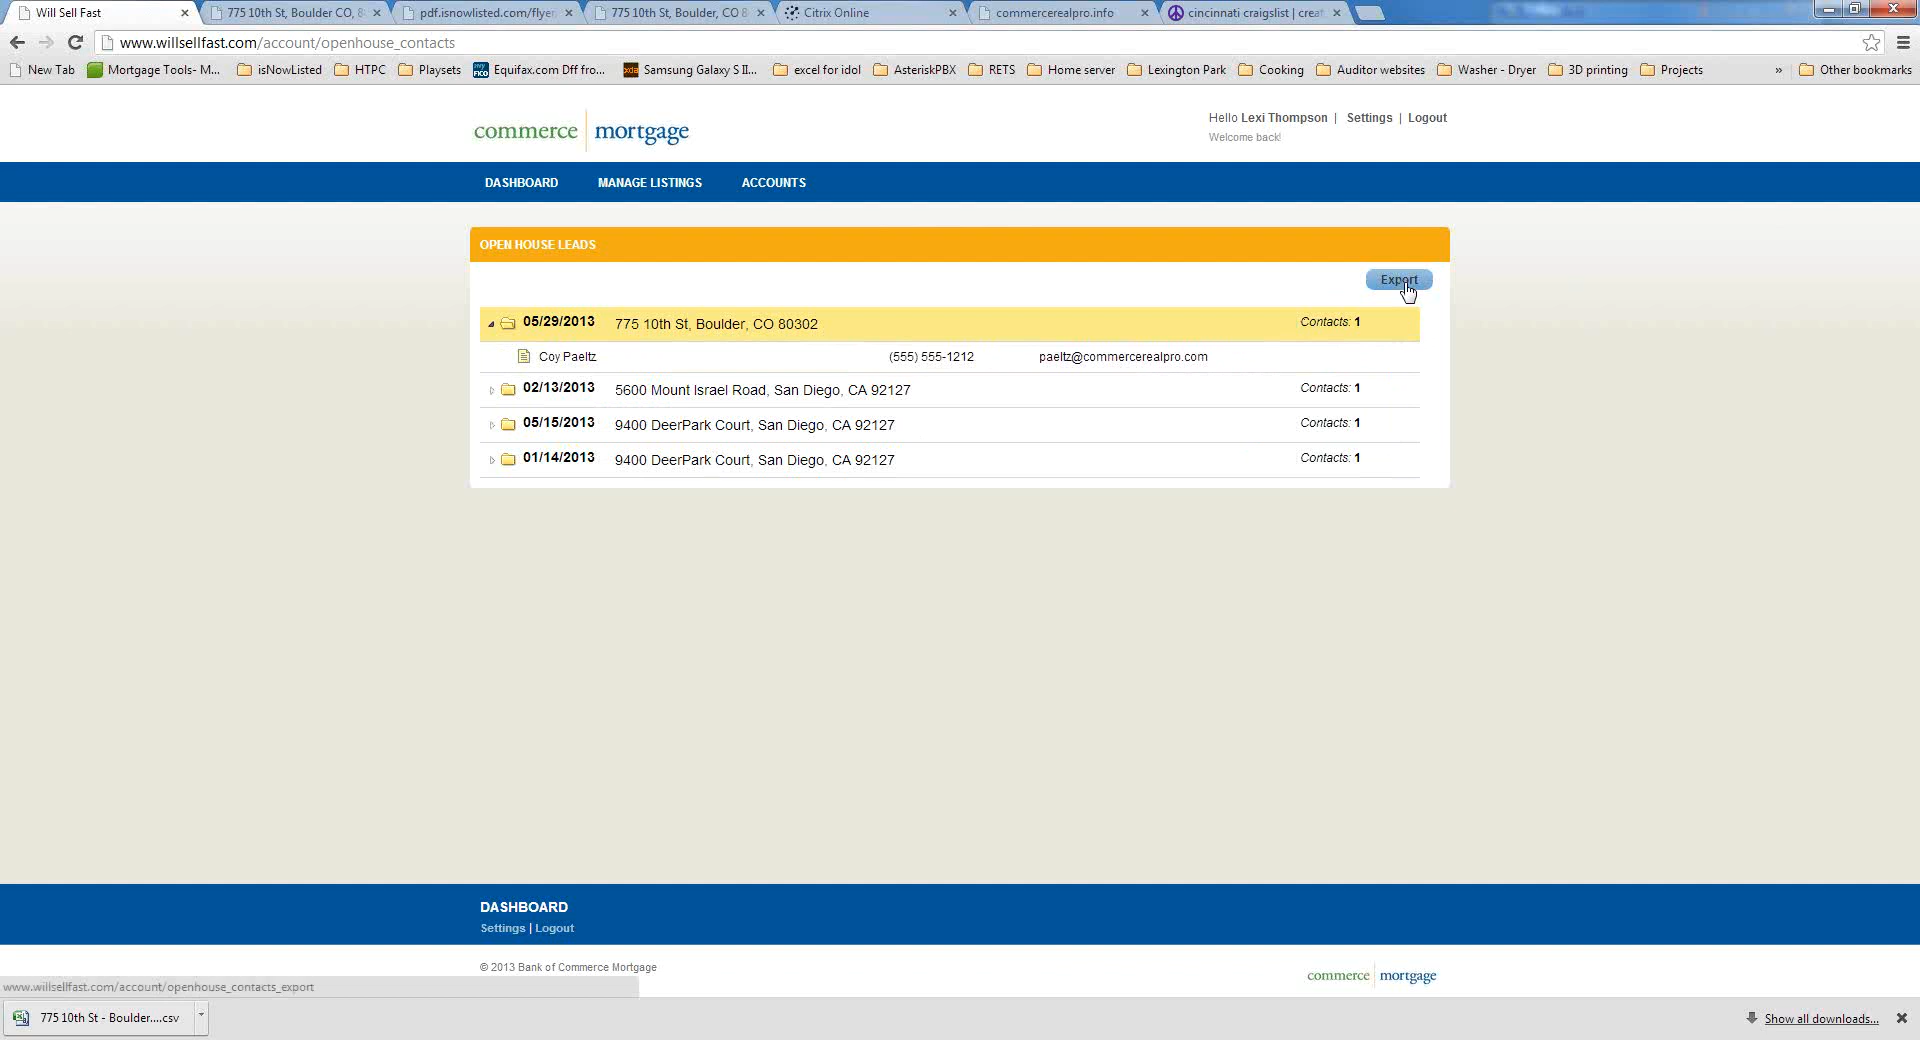 Will Sell Fast
775 10th St, Boulder CO, 8
pdf.isnowlisted.com/flyer
775 10th St, Boulder, CO 8
Citrix Online
commercerealpro.info
cincinnati craigslist | creat
www.willsellfast.com/account/openhouse_contacts
New Tab
Mortgage Tools- M...
isNowListed
HTPC
Playsets
my FICO
Equifax.com Dff fro...
xda
Samsung Galaxy S II...
excel for idol
AsteriskPBX
RETS
Home server
Lexington Park
Cooking
Auditor websites
Washer - Dryer
3D printing
Projects
»
Other bookmarks
commerce | mortgage
Hello Lexi Thompson | Settings | Logout
Welcome back!
DASHBOARD
MANAGE LISTINGS
ACCOUNTS
OPEN HOUSE LEADS
Export
05/29/2013 775 10th St, Boulder, CO 80302 Contacts: 1
Coy Paeltz (555) 555-1212 paeltz@commercerealpro.com
02/13/2013 5600 Mount Israel Road, San Diego, CA 92127 Contacts: 1
05/15/2013 9400 DeerPark Court, San Diego, CA 92127 Contacts: 1
01/14/2013 9400 DeerPark Court, San Diego, CA 92127 Contacts: 1
DASHBOARD
Settings | Logout
© 2013 Bank of Commerce Mortgage
commerce | mortgage
www.willsellfast.com/account/openhouse_contacts_export
775 10th St - Boulder....csv
Show all downloads...